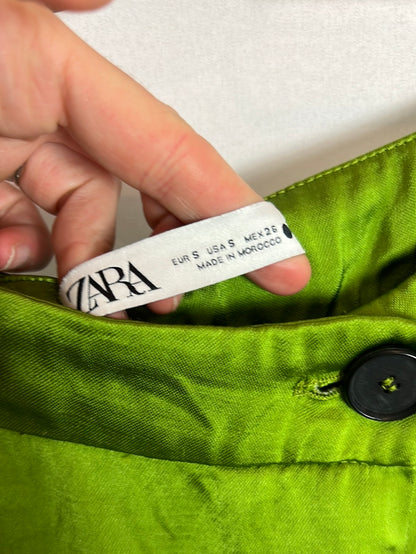 ZARA
EUR S USA S MEX 26
MADE IN MOROCCO